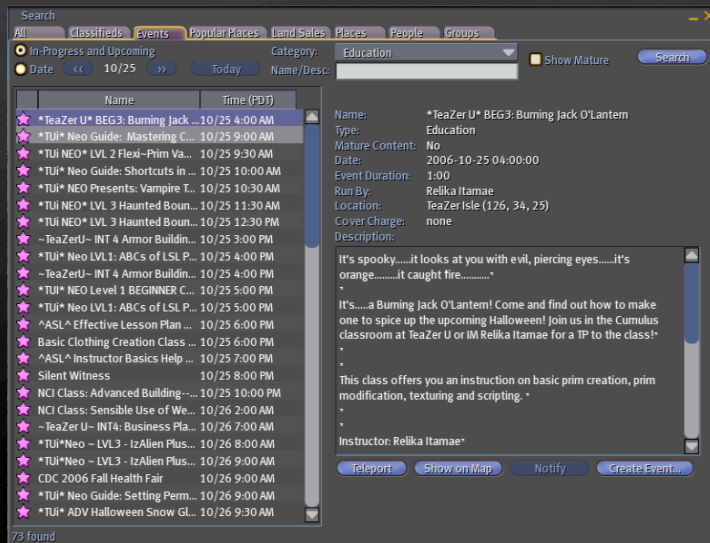 Search
All Classifieds Events Popular Places Land Sales Places People Groups
In-Progress and Upcoming
Category: Education
Show Mature
Search
Date << 10/25 >> Today
Name/Desc:
Name Time (PDT)
*TeaZer U* BEG3: Burning Jack ... 10/25 4:00 AM
*TUi* Neo Guide: Mastering C... 10/25 9:00 AM
*TUi NEO* LVL 2 Flexi~Prim Va... 10/25 9:30 AM
*TUi* Neo Guide: Shortcuts in ... 10/25 10:00 AM
*TUi* NEO Presents: Vampire T... 10/25 10:30 AM
*TUi NEO* LVL 3 Haunted Boun... 10/25 11:30 AM
*TUi NEO* LVL 3 Haunted Boun... 10/25 12:30 PM
~TeaZerU~ INT 4 Armor Buildin... 10/25 3:00 PM
*TUi* Neo LVL1: ABCs of LSL P... 10/25 4:00 PM
~TeaZerU~ INT 4 Armor Buildin... 10/25 4:00 PM
*TUI* NEO Level 1 BEGINNER C... 10/25 5:00 PM
*TUi* Neo LVL1: ABCs of LSL P... 10/25 5:00 PM
^ASL^ Effective Lesson Plan ... 10/25 6:00 PM
Basic Clothing Creation Class ... 10/25 6:00 PM
^ASL^ Instructor Basics Help ... 10/25 7:00 PM
Silent Witness 10/25 8:00 PM
NCI Class: Advanced Building--... 10/25 10:00 PM
NCI Class: Sensible Use of We... 10/26 2:00 AM
~TeaZer U~ INT4: Business Pla... 10/26 7:00 AM
*TUi*Neo ~ LVL3 - IzAlien Plus... 10/26 8:00 AM
*TUi*Neo ~ LVL3 - IzAlien Plus... 10/26 9:00 AM
CDC 2006 Fall Health Fair 10/26 9:00 AM
*TUi* Neo Guide: Setting Perm... 10/26 9:00 AM
*TUi* ADV Halloween Snow Gl... 10/26 9:30 AM
73 found
Name: *TeaZer U* BEG3: Burning Jack O'Lantern
Type: Education
Mature Content: No
Date: 2006-10-25 04:00:00
Event Duration: 1:00
Run By: Relika Itamae
Location: TeaZer Isle (126, 34, 25)
Cover Charge: none
Description:
It's spooky......it looks at you with evil, piercing eyes......it's
orange.........it caught fire...........
It's.....a Burning Jack O'Lantern! Come and find out how to make
one to spice up the upcoming Halloween! Join us in the Cumulus
classroom at TeaZer U or IM Relika Itamae for a TP to the class!
This class offers you an instruction on basic prim creation, prim
modification, texturing and scripting.
Instructor: Relika Itamae
Teleport Show on Map Notify Create Event...